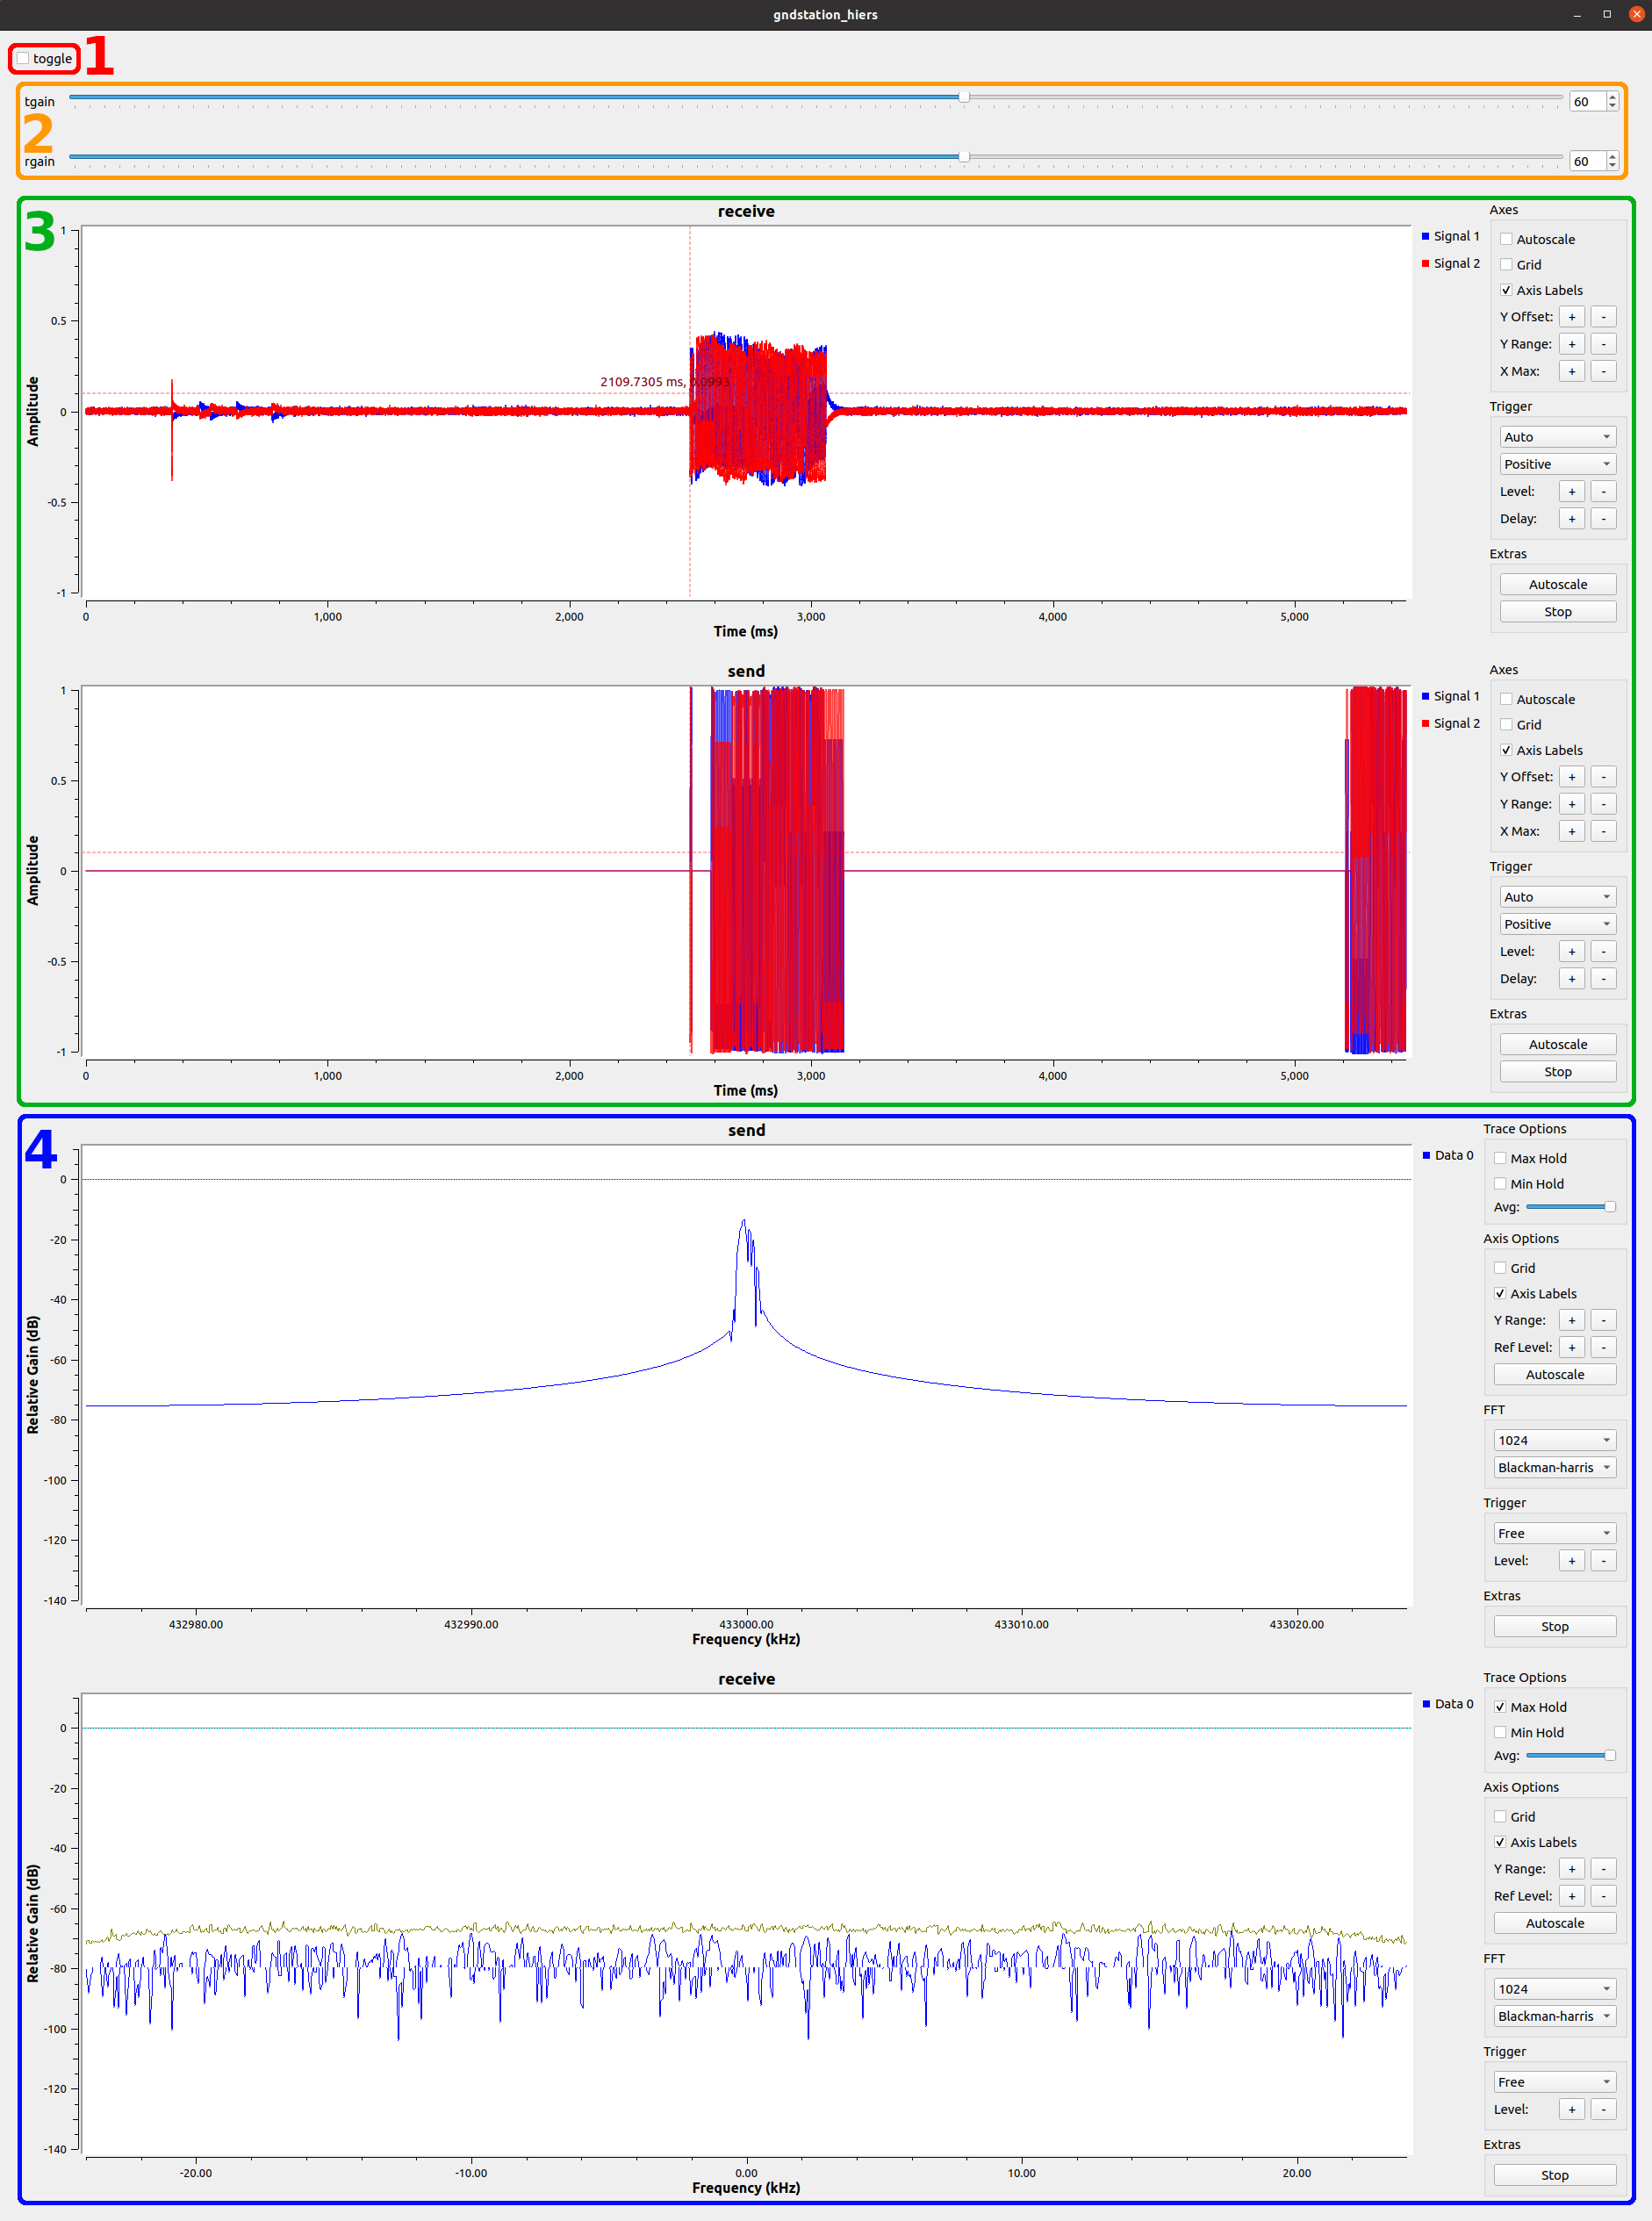 gndstation_hiers
toggle
1
tgain
60
2
rgain
60
3
receive
1
0.5
0
-0.5
-1
Amplitude
2109.7305 ms, 0.0993
0 1,000 2,000 3,000 4,000 5,000
Time (ms)
Signal 1
Signal 2
Axes
Autoscale
Grid
Axis Labels
Y Offset: + -
Y Range: + -
X Max: + -
Trigger
Auto
Positive
Level: + -
Delay: + -
Extras
Autoscale
Stop
send
1
0.5
0
-0.5
-1
Amplitude
0 1,000 2,000 3,000 4,000 5,000
Time (ms)
Signal 1
Signal 2
Axes
Autoscale
Grid
Axis Labels
Y Offset: + -
Y Range: + -
X Max: + -
Trigger
Auto
Positive
Level: + -
Delay: + -
Extras
Autoscale
Stop
4
send
0
-20
-40
-60
-80
-100
-120
-140
Relative Gain (dB)
432980.00 432990.00 433000.00 433010.00 433020.00
Frequency (kHz)
Data 0
Trace Options
Max Hold
Min Hold
Avg:
Axis Options
Grid
Axis Labels
Y Range: + -
Ref Level: + -
Autoscale
FFT
1024
Blackman-harris
Trigger
Free
Level: + -
Extras
Stop
receive
0
-20
-40
-60
-80
-100
-120
-140
Relative Gain (dB)
-20.00 -10.00 0.00 10.00 20.00
Frequency (kHz)
Data 0
Trace Options
Max Hold
Min Hold
Avg:
Axis Options
Grid
Axis Labels
Y Range: + -
Ref Level: + -
Autoscale
FFT
1024
Blackman-harris
Trigger
Free
Level: + -
Extras
Stop